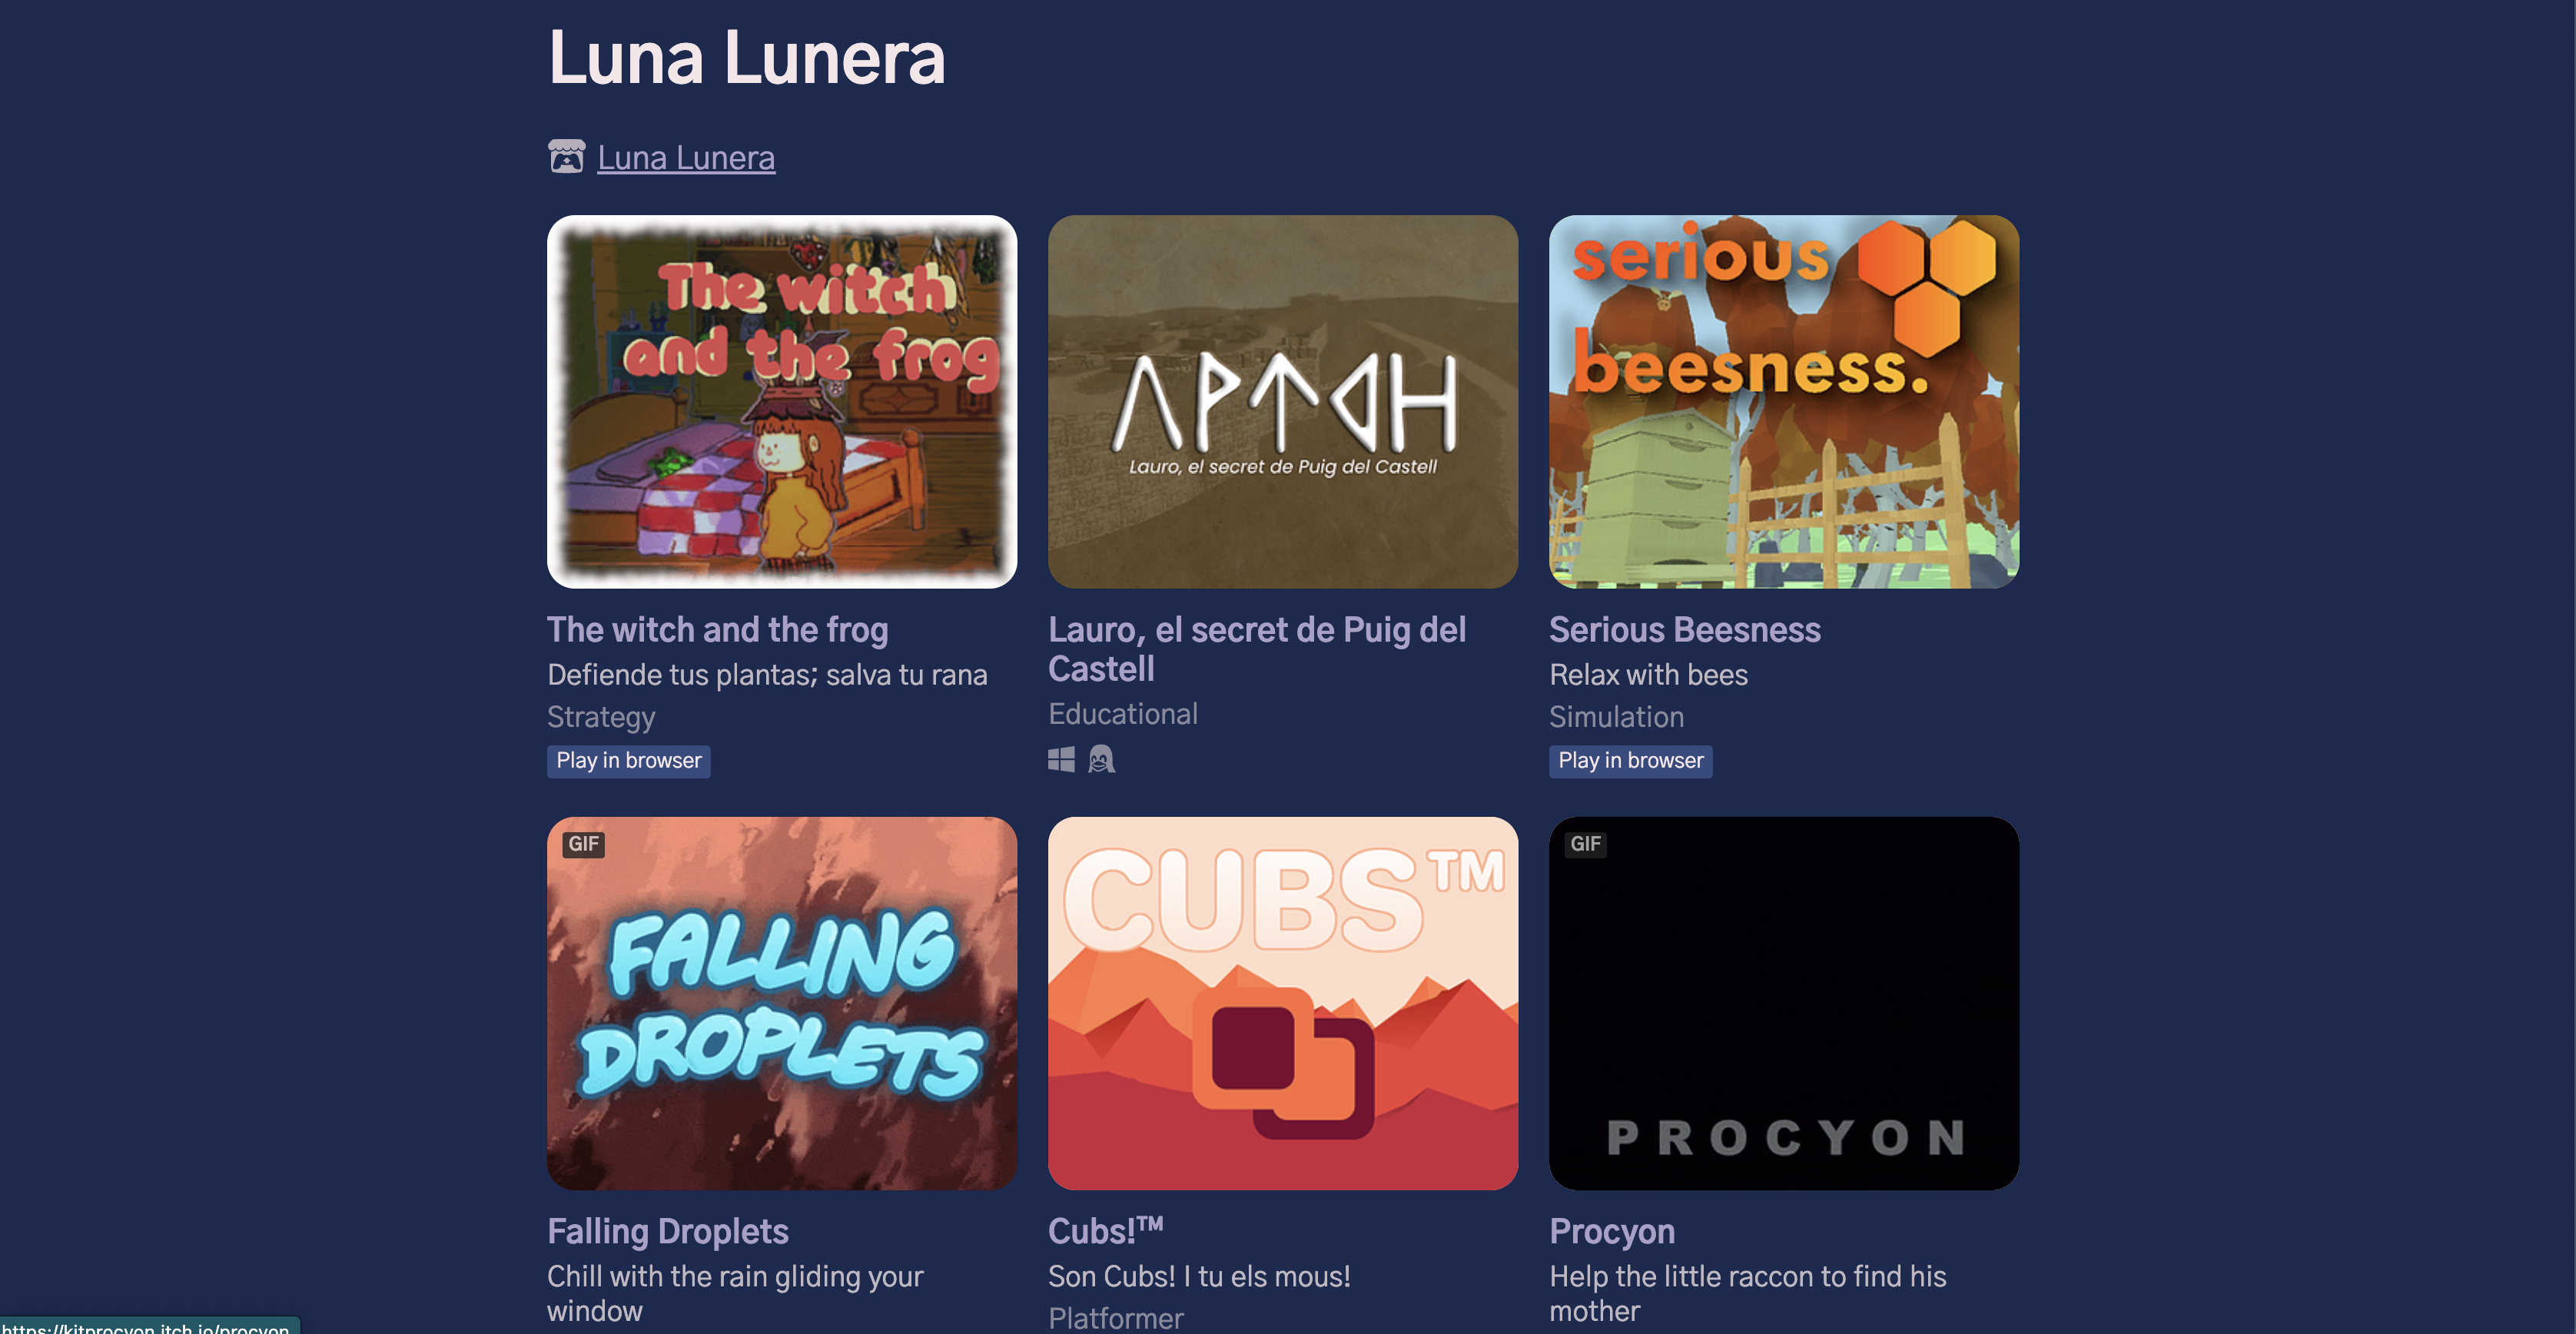 Luna Lunera
Luna Lunera
The witch
and the frog
Lauro, el secret de Puig del Castell
serious
beesness.
The witch and the frog
Defiende tus plantas; salva tu rana
Strategy
Play in browser
Lauro, el secret de Puig del
Castell
Educational
Serious Beesness
Relax with bees
Simulation
Play in browser
GIF
FALLING
DROPLETS
CUBS™
GIF
PROCYON
Falling Droplets
Chill with the rain gliding your
window
Cubs!™
Son Cubs! I tu els mous!
Platformer
Procyon
Help the little raccon to find his
mother
https://kitprocyon.itch.io/procyon